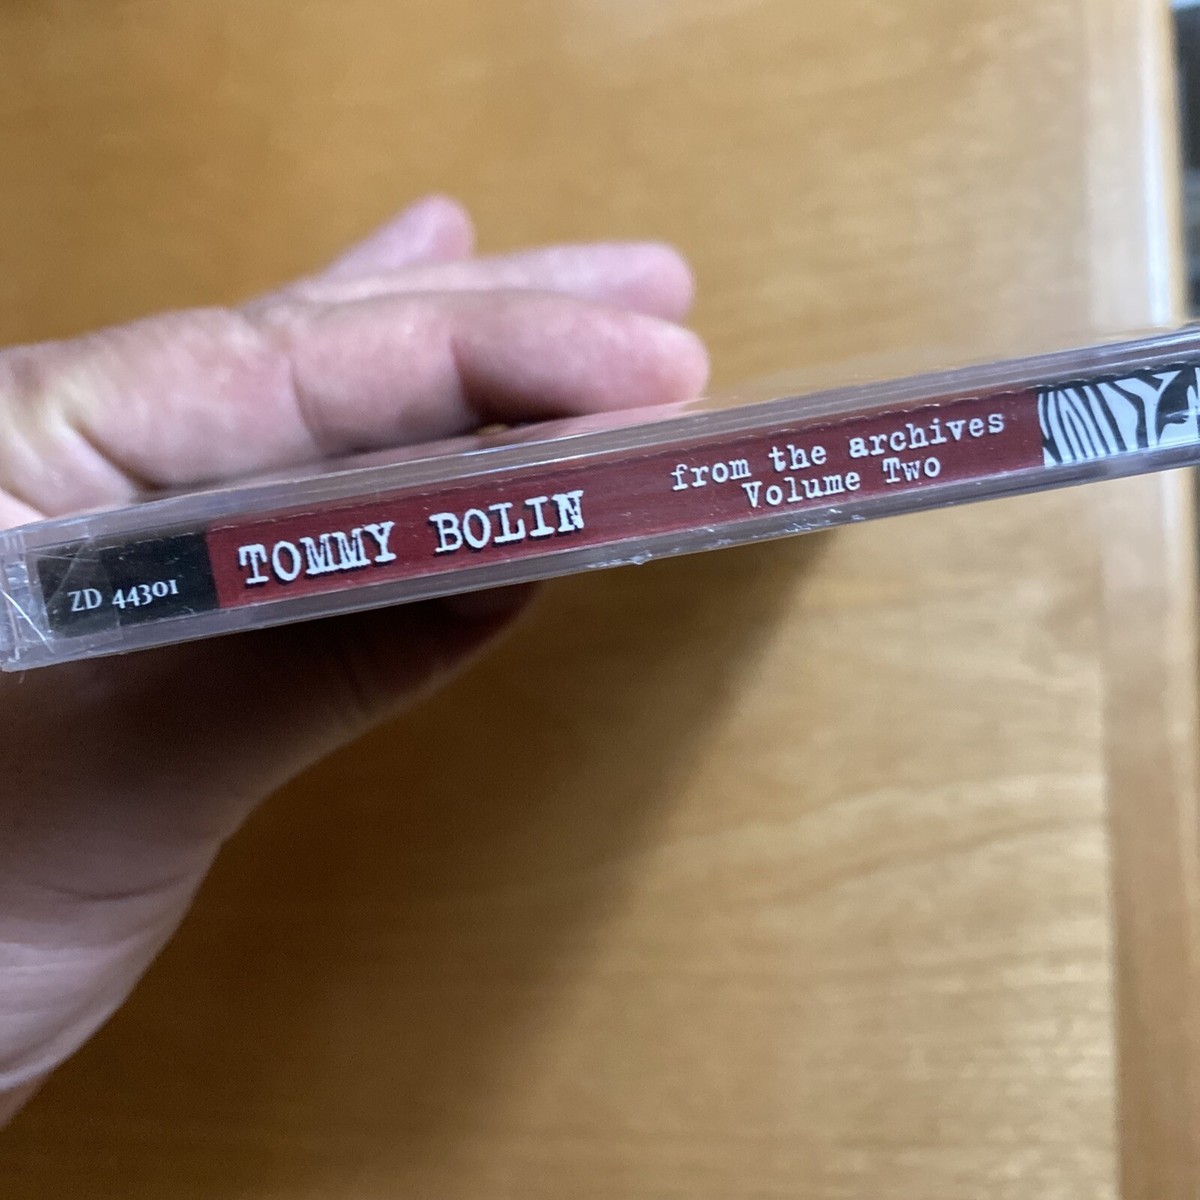 ZD 44301
TOMMY BOLIN
from the archives
Volume Two